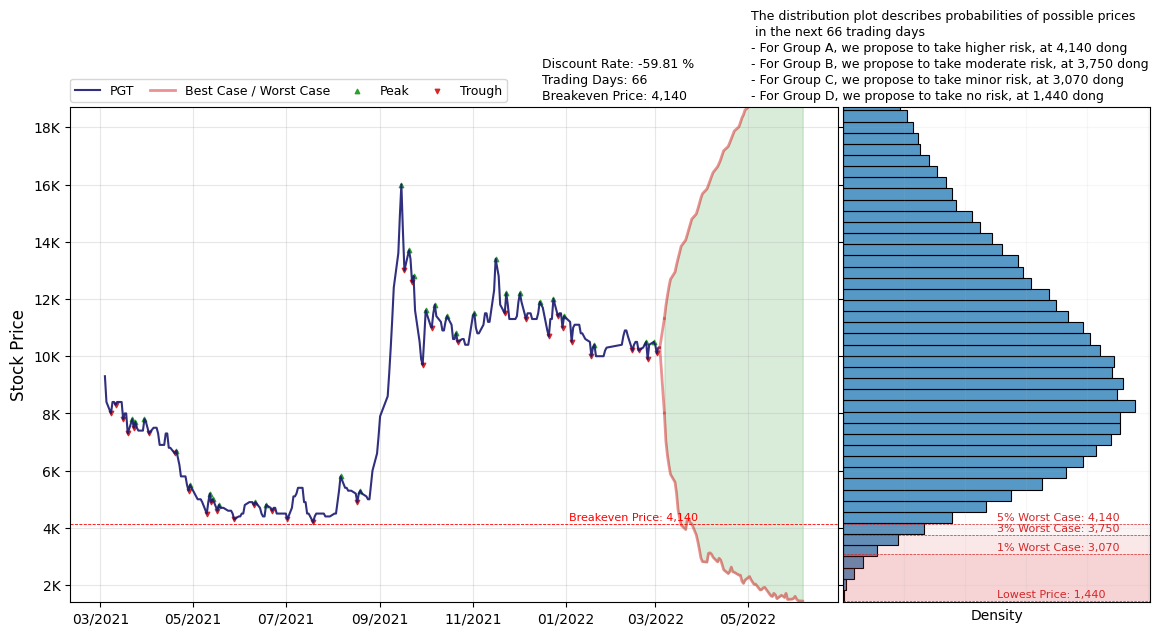 The distribution plot describes probabilities of possible prices
in the next 66 trading days
- For Group A, we propose to take higher risk, at 4,140 dong
- For Group B, we propose to take moderate risk, at 3,750 dong
- For Group C, we propose to take minor risk, at 3,070 dong
- For Group D, we propose to take no risk, at 1,440 dong
Discount Rate: -59.81 %
Trading Days: 66
Breakeven Price: 4,140
PGT
Best Case / Worst Case
Peak
Trough
Stock Price
18K
16K
14K
12K
10K
8K
6K
4K
2K
Breakeven Price: 4,140
03/2021
05/2021
07/2021
09/2021
11/2021
01/2022
03/2022
05/2022
5% Worst Case: 4,140
3% Worst Case: 3,750
1% Worst Case: 3,070
Lowest Price: 1,440
Density